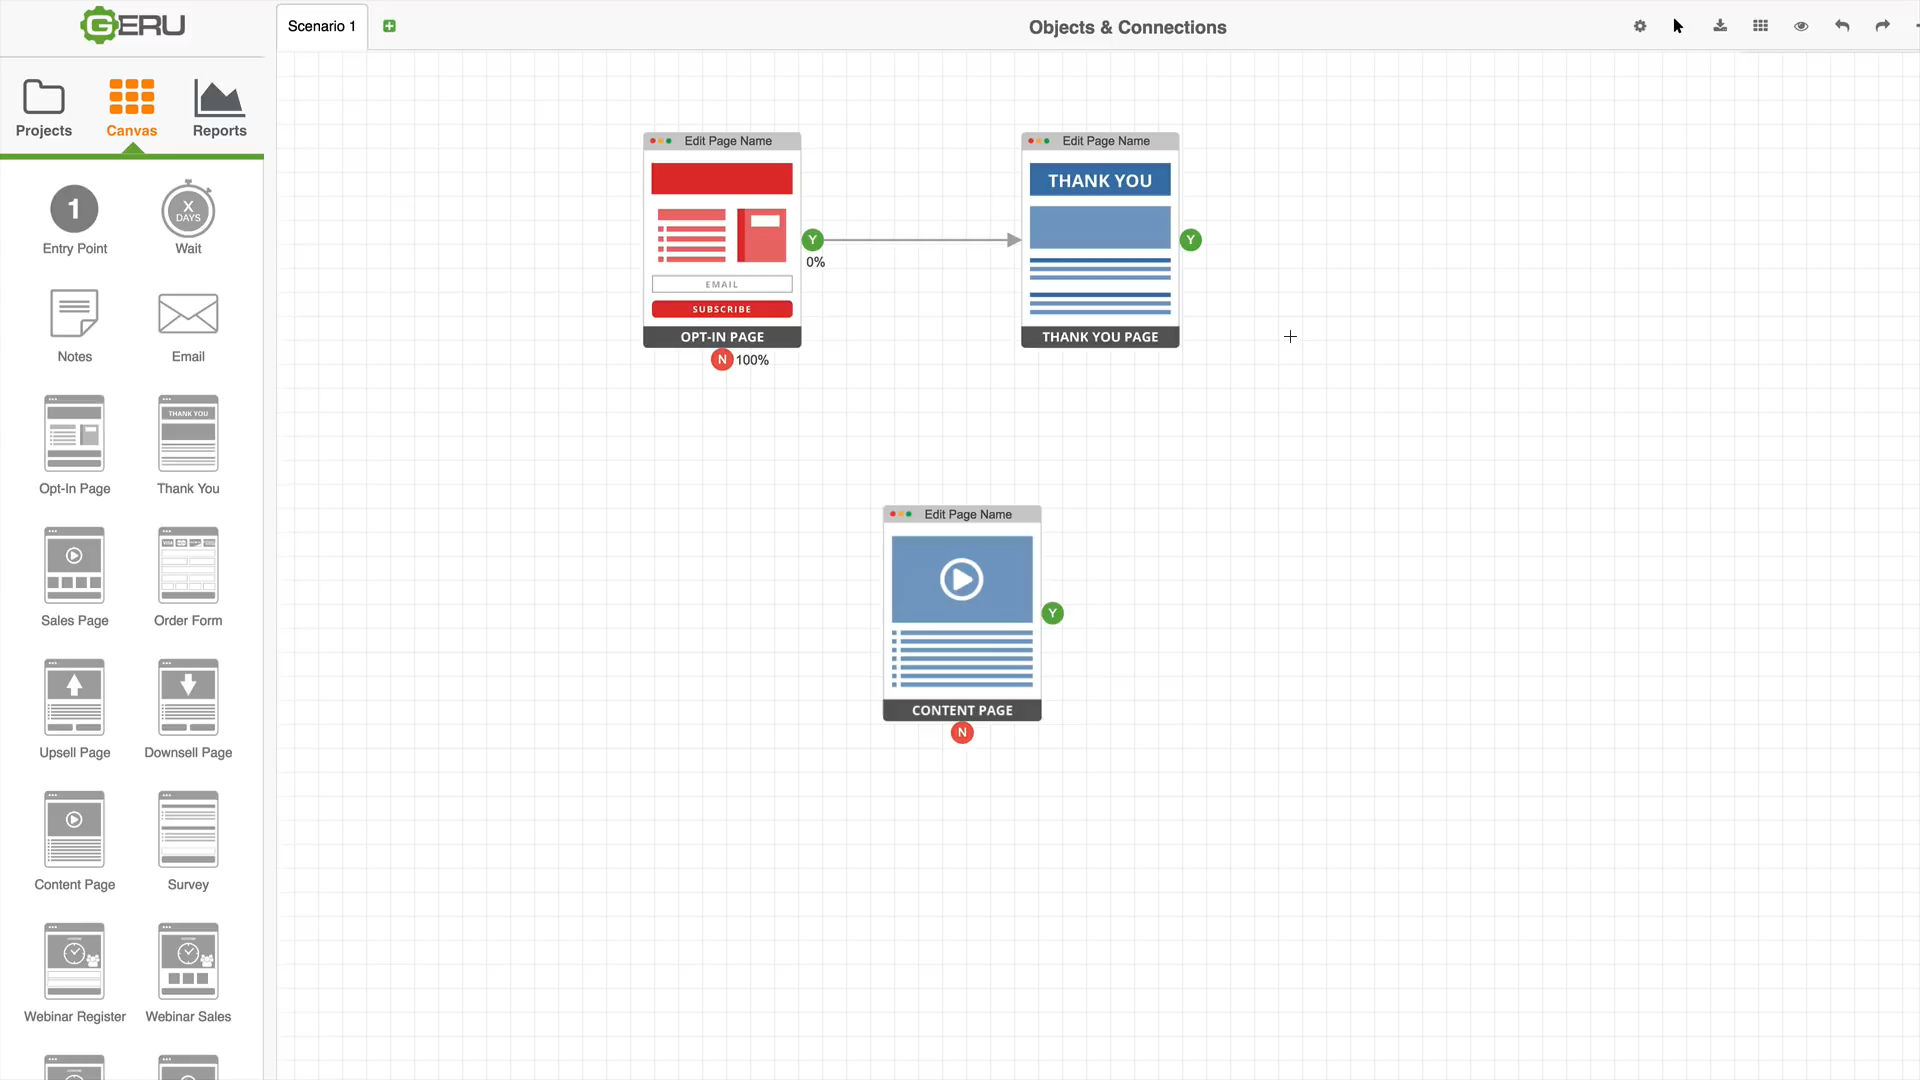 GERU
Scenario 1
Objects & Connections
Projects
Canvas
Reports
1
Entry Point
X
DAYS
Wait
Notes
Email
Opt-In Page
THANK YOU
Thank You
Sales Page
Order Form
Upsell Page
Downsell Page
Content Page
Survey
Webinar Register
Webinar Sales
Edit Page Name
EMAIL
SUBSCRIBE
OPT-IN PAGE
Y
0%
N 100%
Edit Page Name
THANK YOU
THANK YOU PAGE
Y
Edit Page Name
CONTENT PAGE
Y
N